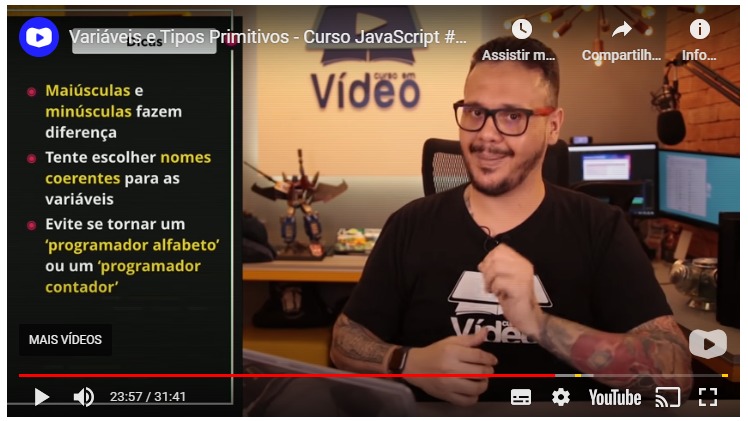 Variáveis e Tipos Primitivos - Curso JavaScript #...
Dicas
Assistir m...
Compartilh...
Info...
curso em
Vídeo
Maiúsculas e
minúsculas fazem
diferença
Tente escolher nomes
coerentes para as
variáveis
Evite se tornar um
‘programador alfabeto’
ou um ‘programador
contador’
Vídeo
MAIS VÍDEOS
23:57 / 31:41
YouTube